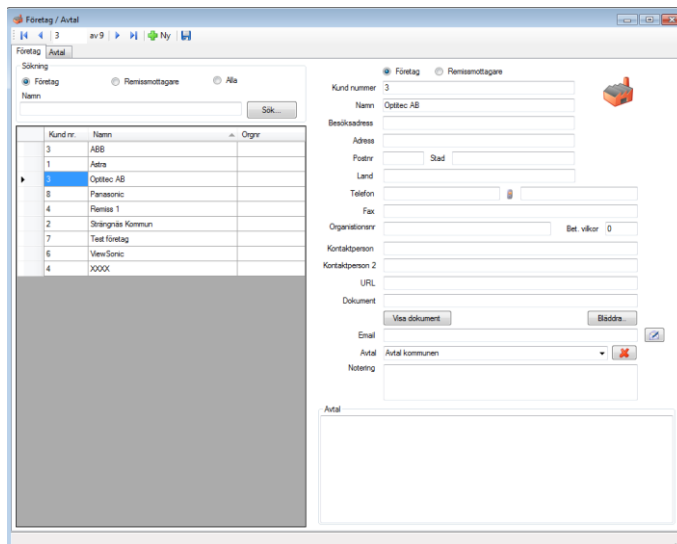 Företag / Avtal
3 av 9 Ny
Företag Avtal
Sökning
Företag Remissmottagare Alla
Namn
Sök...
Kund nr. Namn Orgnr
3 ABB
1 Astra
3 Optitec AB
8 Panasonic
4 Remiss 1
2 Strängnäs Kommun
7 Test företag
6 ViewSonic
4 XXXX
Företag Remissmottagare
Kund nummer 3
Namn Optitec AB
Besöksadress
Adress
Postnr Stad
Land
Telefon
Fax
Organistionsnr Bet. vilkor 0
Kontaktperson
Kontaktperson 2
URL
Dokument
Visa dokument Bläddra...
Email
Avtal Avtal kommunen
Notering
Avtal